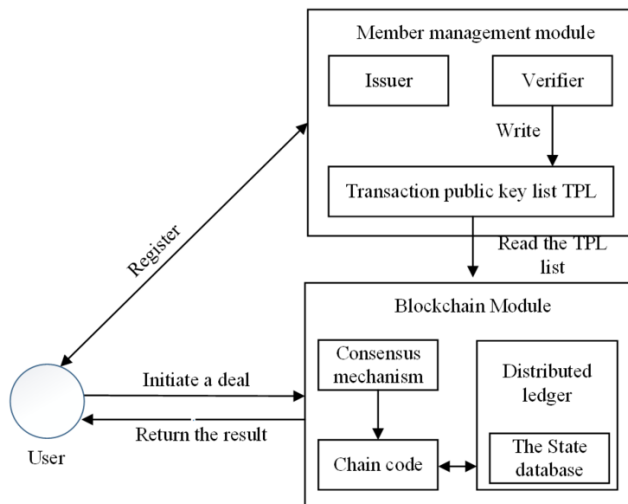 Member management module
Issuer
Verifier
Write
Transaction public key list TPL
Register
Read the TPL
list
Blockchain Module
Consensus
mechanism
Distributed
ledger
Initiate a deal
Return the result
User
Chain code
The State
database